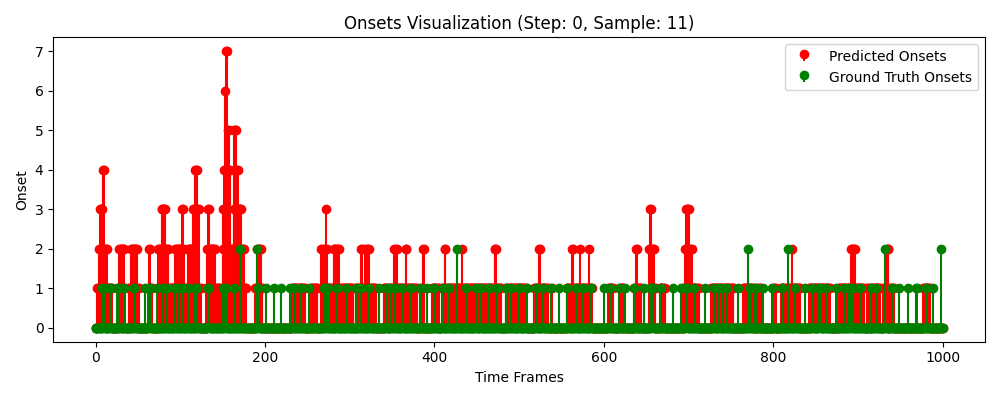 Onsets Visualization (Step: 0, Sample: 11)
Predicted Onsets
Ground Truth Onsets
Onset
7
6
5
4
3
2
1
0
0 200 400 600 800 1000
Time Frames